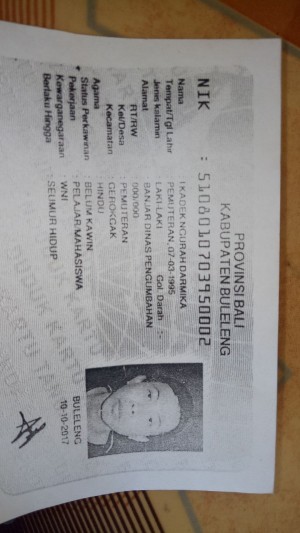 PROVINSI BALI
KABUPATEN BULELENG
NIK : 5108010703950002
Nama : I KADEK NGURAH DARMIKA
Tempat/Tgl Lahir : PEMUTERAN, 07-03-1995
Jenis kelamin : LAKI-LAKI Gol. Darah : -
Alamat : BANJAR DINAS PENGUMBAHAN
RT/RW : 000/000
Kel/Desa : PEMUTERAN
Kecamatan : GEROKGAK
Agama : HINDU
Status Perkawinan : BELUM KAWIN
Pekerjaan : PELAJAR/MAHASISWA
Kewarganegaraan : WNI
Berlaku Hingga : SEUMUR HIDUP
BULELENG
10-10-2017